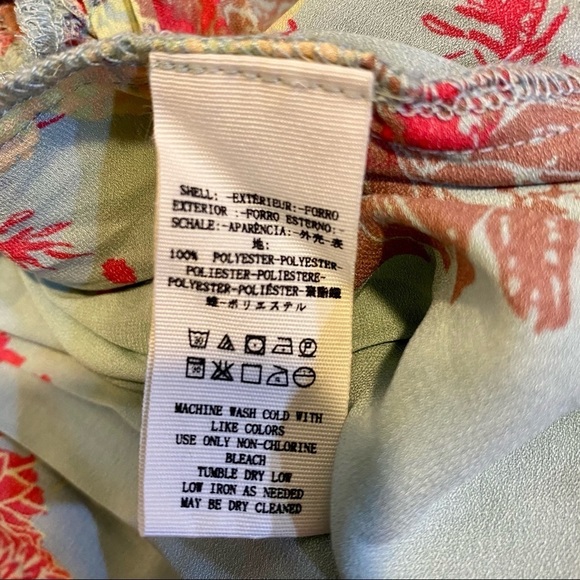 SHELL: -EXTÉRIEUR:-FORRO
EXTERIOR :-FORRO ESTERNO:-
SCHALE:-APARÊNCIA:-外壳-表
地:
100% POLYESTER-POLYESTER-
POLIESTER-POLIESTERE-
POLYESTER-POLIÉSTER-聚酯纖
維-ポリエステル
MACHINE WASH COLD WITH
LIKE COLORS
USE ONLY NON-CHLORINE
BLEACH
TUMBLE DRY LOW
LOW IRON AS NEEDED
MAY BE DRY CLEANED